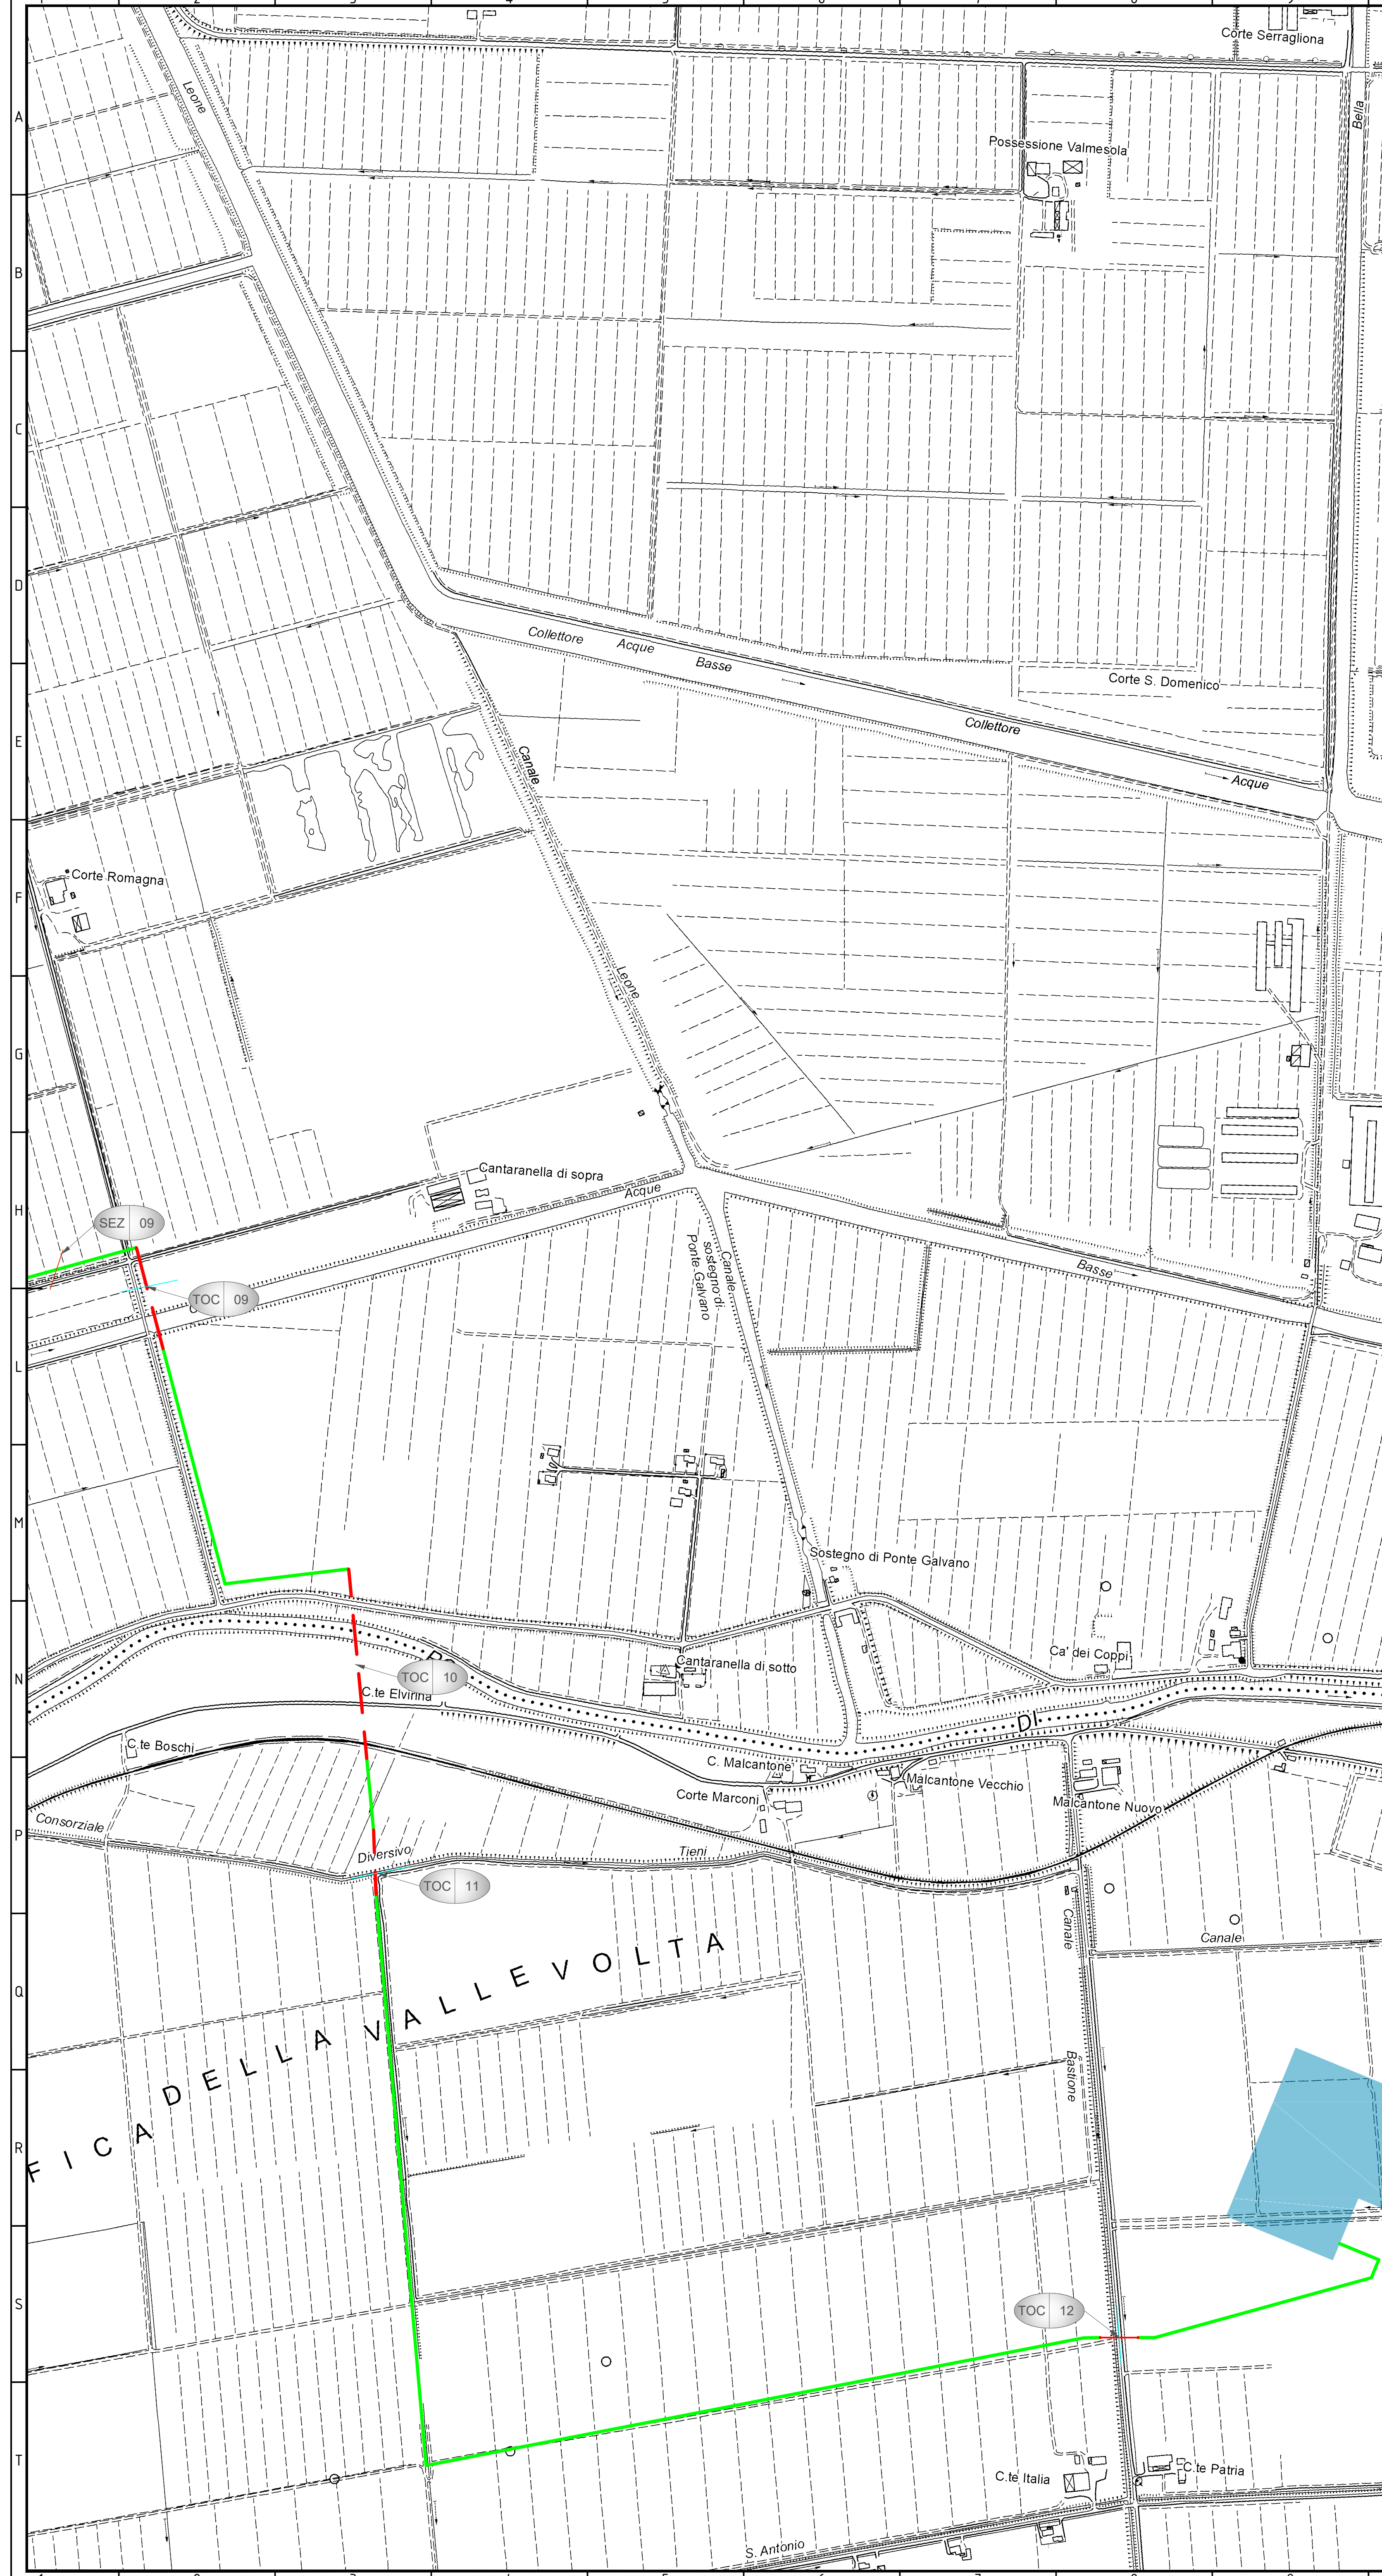 Corte Serragliona
Leone
A
Bella
Possessione Valmesola
B
C
D
Collettore Acque Basse
Corte S. Domenico
Collettore
E
Canale
Acque
Corte Romagna
F
Leone
G
Cantaranella di sopra
Acque
H
SEZ 09
Canale
sostegno di
Ponte Galvano
Basse
TOC 09
L
M
Sostegno di Ponte Galvano
Ca' dei Coppi
N
Cantaranella di sotto
TOC 10
C.te Elvirina
DI
C.te Boschi
C. Malcantone
Malcantone Vecchio
Corte Marconi
Malcantone Nuovo
Consorziale
P
Diversivo
Tieni
TOC 11
Canale
Canale
FICA DELLA VALLE VOLTA
Q
Bastione
R
S
TOC 12
T
C.te Italia
C.te Patria
S. Antonio